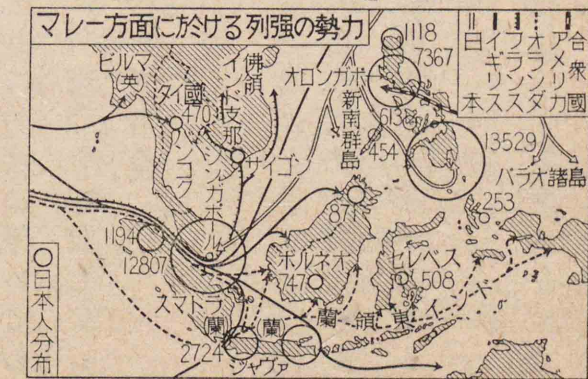 マレー方面に於ける列强の勢力
合衆國
アメリカ
オランダ
フランス
イギリス
日本
1118
7367
オロンガポ
6138
新南群島
454
13529
パラオ諸島
ビルマ
(英)
タイ國
470
バンコク
佛領
インド支那
サイゴン
シンガポール
1194
12807
871
ボルネオ
747
セレベス
508
253
スマトラ
(蘭)
(蘭)
蘭領東インド
2724
ジャヴァ
○日本人分布